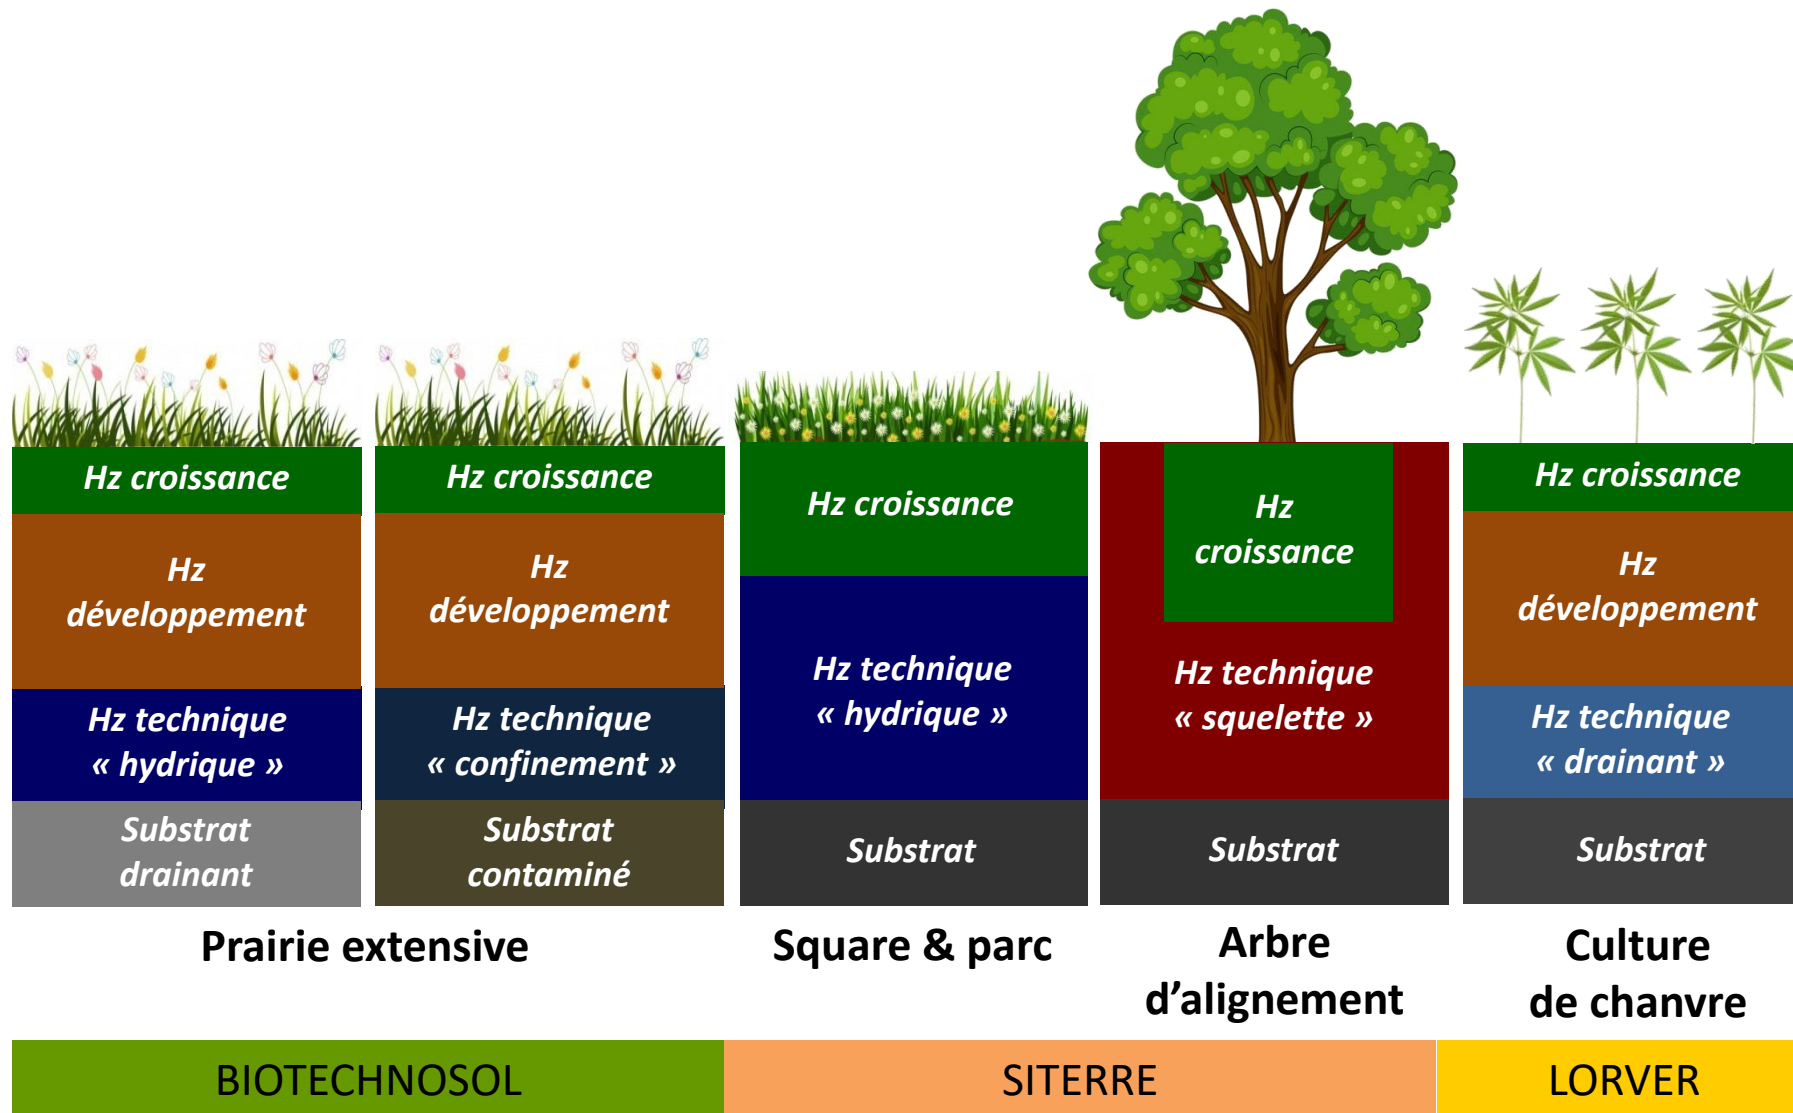 Hz croissance
Hz
développement
Hz technique
« hydrique »
Substrat
drainant
Hz croissance
Hz
développement
Hz technique
« confinement »
Substrat
contaminé
Prairie extensive
Hz croissance
Hz technique
« hydrique »
Substrat
Square & parc
Hz
croissance
Hz technique
« squelette »
Substrat
Arbre
d’alignement
Hz croissance
Hz
développement
Hz technique
« drainant »
Substrat
Culture
de chanvre
BIOTECHNOSOL
SITERRE
LORVER